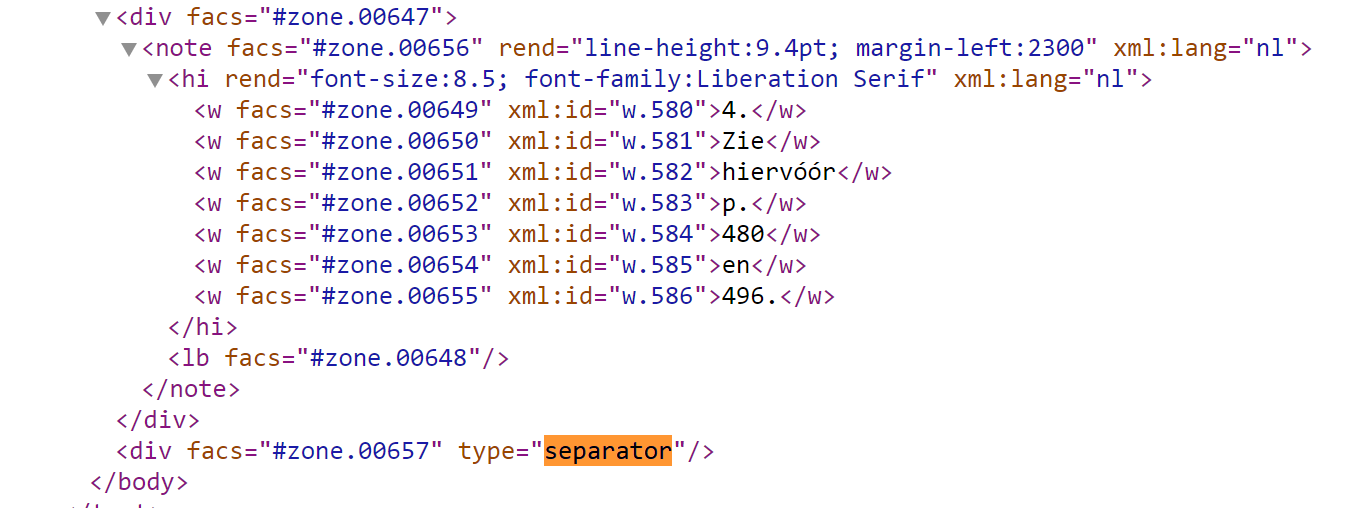 <div facs="#zone.00647">
<note facs="#zone.00656" rend="line-height:9.4pt; margin-left:2300" xml:lang="nl">
<hi rend="font-size:8.5; font-family:Liberation Serif" xml:lang="nl">
<w facs="#zone.00649" xml:id="w.580">4.</w>
<w facs="#zone.00650" xml:id="w.581">Zie</w>
<w facs="#zone.00651" xml:id="w.582">hiervóór</w>
<w facs="#zone.00652" xml:id="w.583">p.</w>
<w facs="#zone.00653" xml:id="w.584">480</w>
<w facs="#zone.00654" xml:id="w.585">en</w>
<w facs="#zone.00655" xml:id="w.586">496.</w>
</hi>
<lb facs="#zone.00648"/>
</note>
</div>
<div facs="#zone.00657" type="separator"/>
</body>